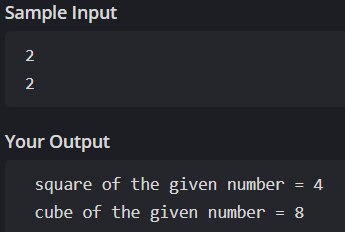 Sample Input
2
2
Your Output
square of the given number = 4
cube of the given number = 8